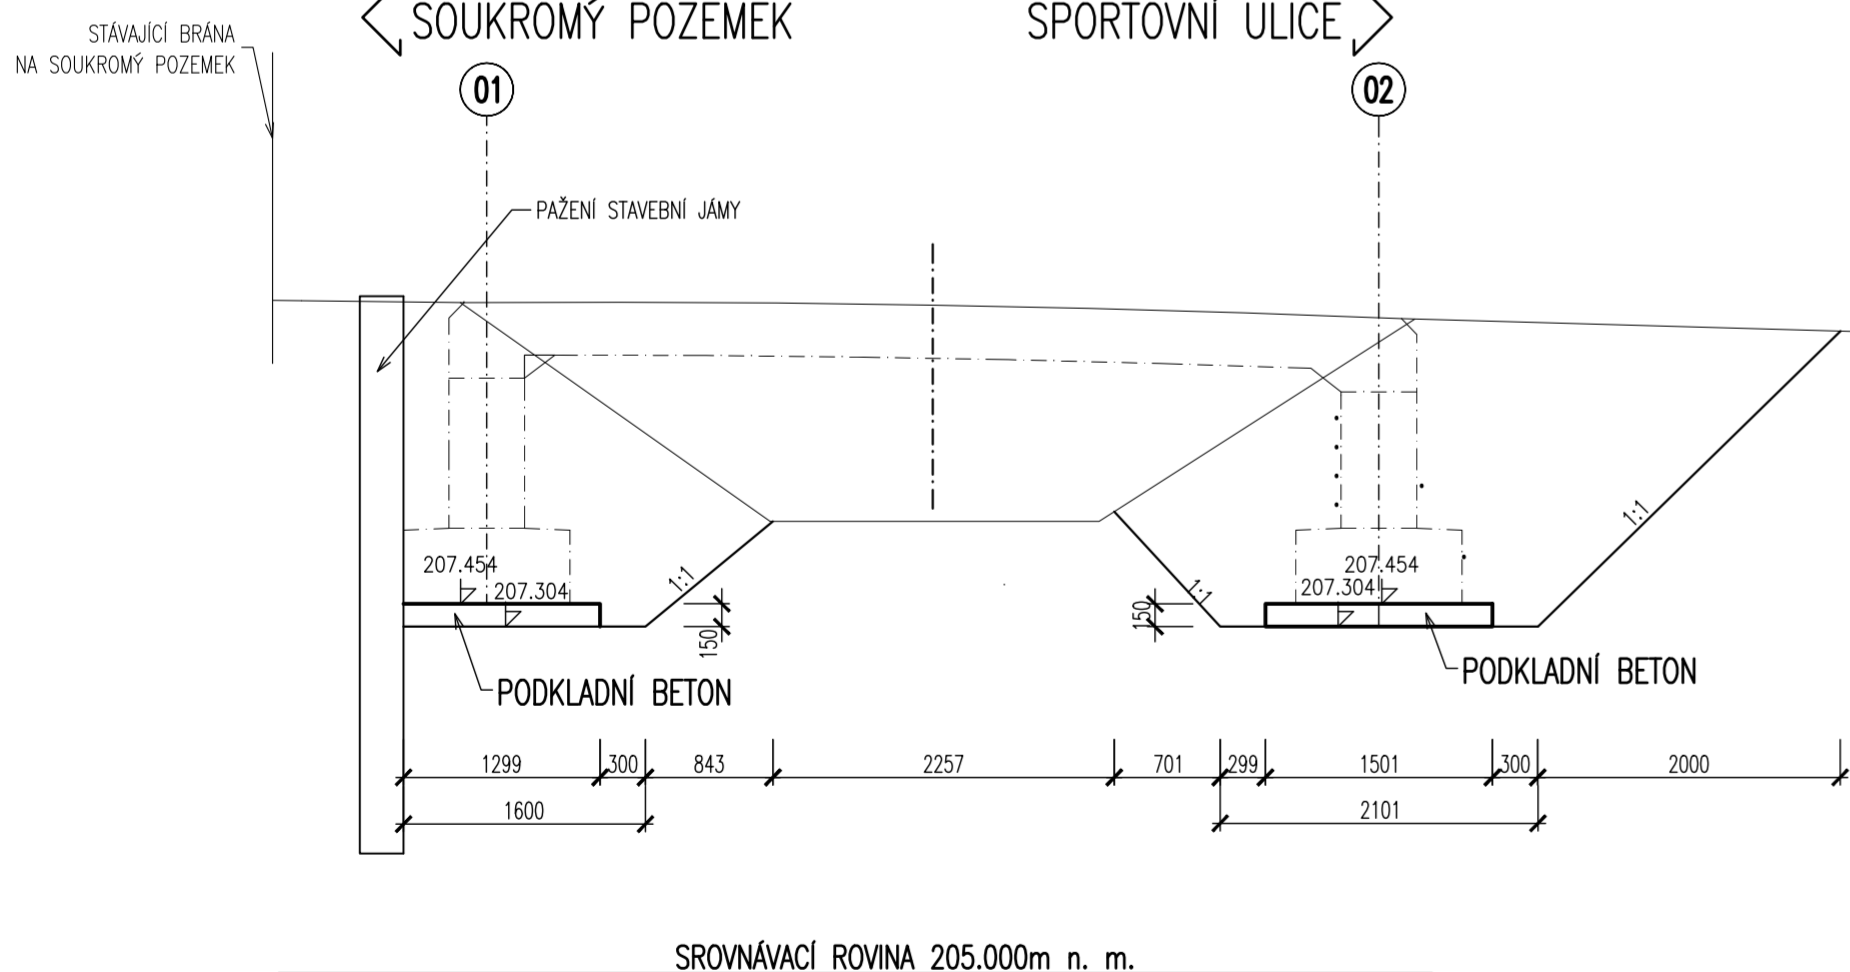 SOUKROMÝ POZEMEK
SPORTOVNÍ ULICE
STÁVAJÍCÍ BRÁNA
NA SOUKROMÝ POZEMEK
01
02
PAŽENÍ STAVEBNÍ JÁMY
1:1
207.454
207.304
1:1
150
PODKLADNÍ BETON
150
1:1
207.454
207.304
PODKLADNÍ BETON
1299
300
843
2257
701
299
1501
300
2000
1600
2101
SROVNÁVACÍ ROVINA 205.000m n. m.